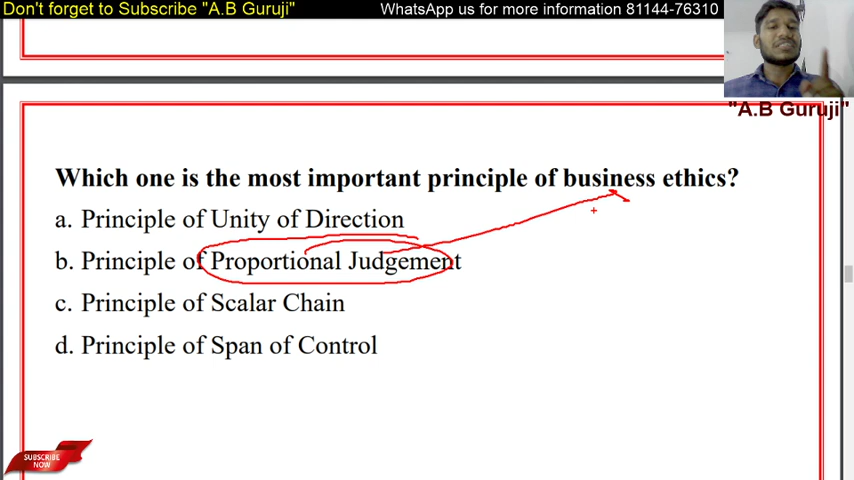 Don't forget to Subscribe "A.B Guruji"
WhatsApp us for more information 81144-76310
"A.B Guruji"
Which one is the most important principle of business ethics?
a. Principle of Unity of Direction
b. Principle of Proportional Judgement
c. Principle of Scalar Chain
d. Principle of Span of Control
SUBSCRIBE
NOW